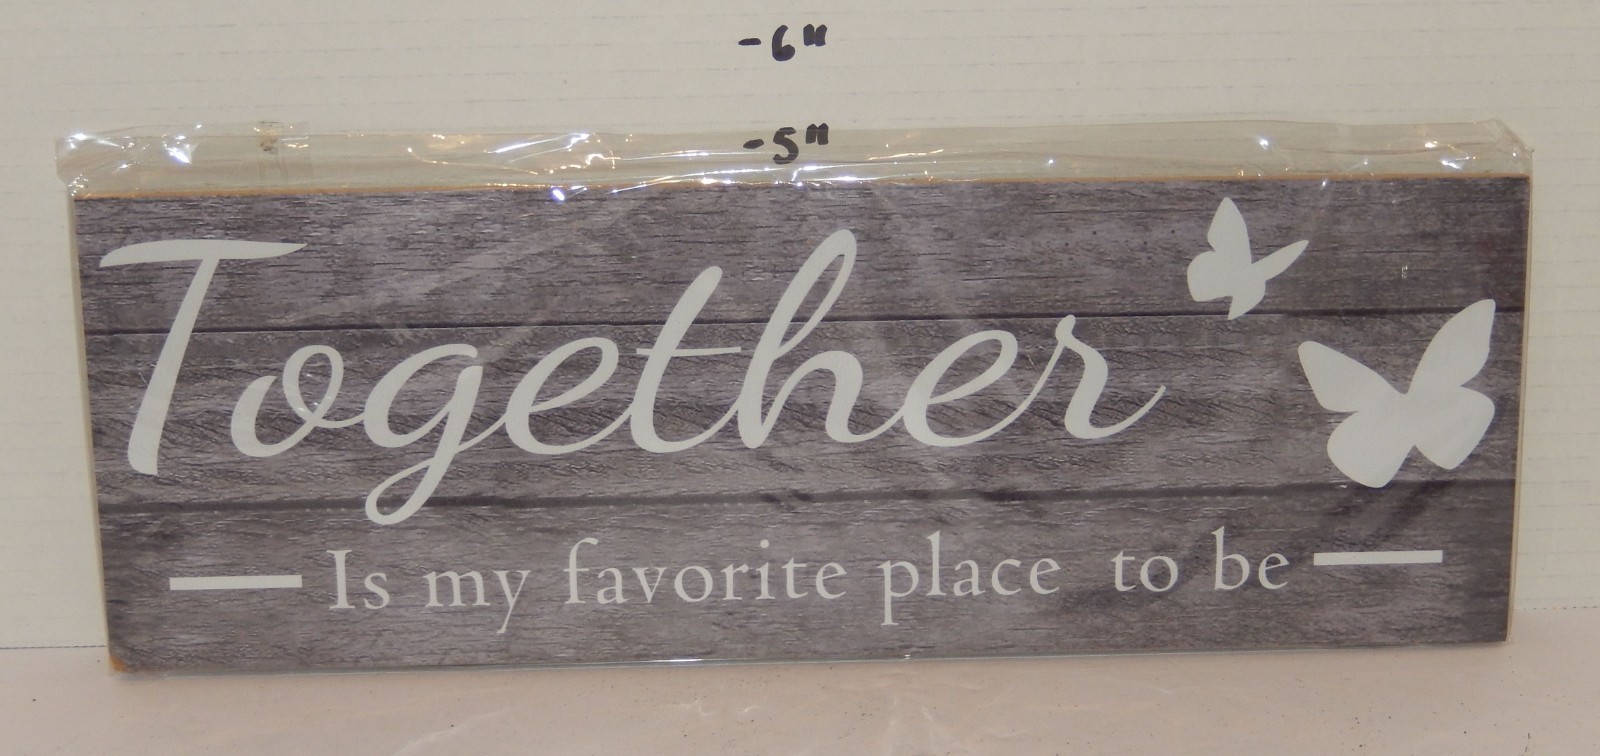 -6"
-5"
Together
Is my favorite place to be